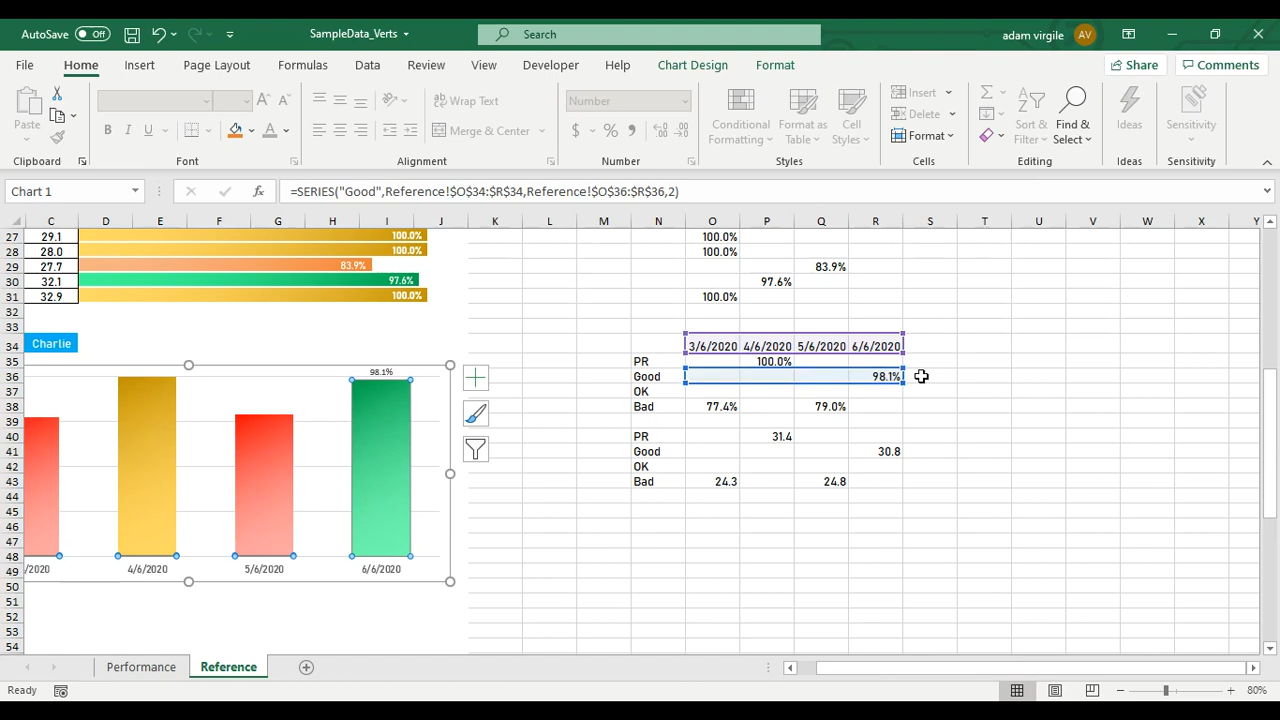 AutoSave Off SampleData_Verts Search adam virgile AV
File Home Insert Page Layout Formulas Data Review View Developer Help Chart Design Format Share Comments
Paste Wrap Text Number Insert
B I U Merge & Center $ % , Conditional Formatting Format as Table Cell Styles Delete Format Sort & Filter Find & Select Ideas Sensitivity
Clipboard Font Alignment Number Styles Cells Editing Ideas Sensitivity
Chart 1 fx =SERIES("Good",Reference!$O$34:$R$34,Reference!$O$36:$R$36,2)
C D E F G H I J K L M N O P Q R S T U V W X Y
27 29.1 100.0% 100.0%
28 28.0 100.0% 100.0%
29 27.7 83.9% 83.9%
30 32.1 97.6% 97.6%
31 32.9 100.0% 100.0%
32
33
34 Charlie 3/6/2020 4/6/2020 5/6/2020 6/6/2020
35 PR 100.0%
36 98.1% Good 98.1%
37 OK
38 Bad 77.4% 79.0%
39
40 PR 31.4
41 Good 30.8
42 OK
43 Bad 24.3 24.8
44
45
46
47
48
49 /2020 4/6/2020 5/6/2020 6/6/2020
50
51
52
53
54
Performance Reference
Ready 80%